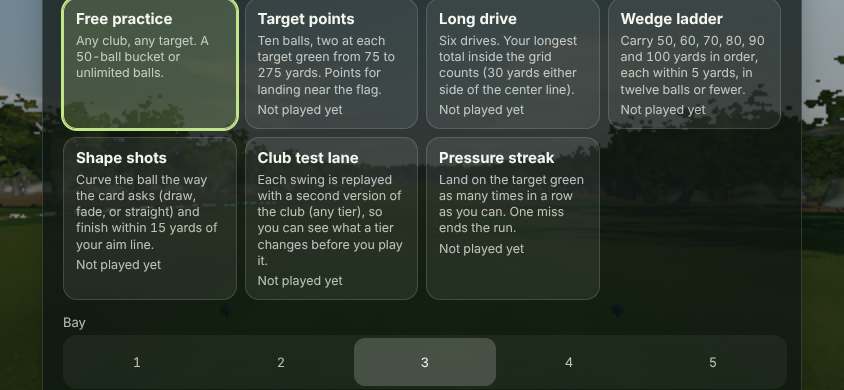 Free practice
Any club, any target. A
50-ball bucket or
unlimited balls.
Target points
Ten balls, two at each
target green from 75 to
275 yards. Points for
landing near the flag.
Not played yet
Long drive
Six drives. Your longest
total inside the grid
counts (30 yards either
side of the center line).
Not played yet
Wedge ladder
Carry 50, 60, 70, 80, 90
and 100 yards in order,
each within 5 yards, in
twelve balls or fewer.
Not played yet
Shape shots
Curve the ball the way
the card asks (draw,
fade, or straight) and
finish within 15 yards of
your aim line.
Not played yet
Club test lane
Each swing is replayed
with a second version of
the club (any tier), so
you can see what a tier
changes before you play
it.
Not played yet
Pressure streak
Land on the target green
as many times in a row
as you can. One miss
ends the run.
Not played yet
Bay
1 2 3 4 5